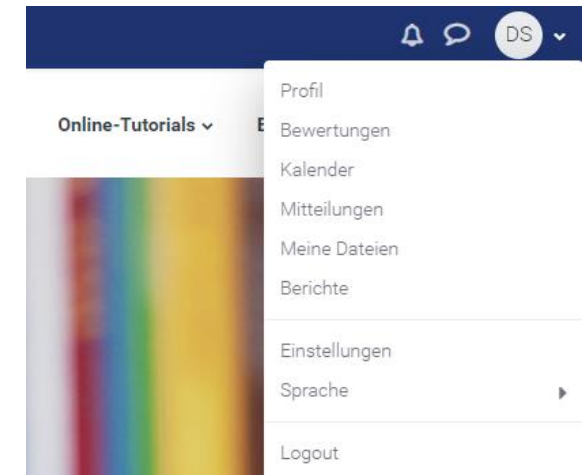 DS
Profil
Online-Tutorials
Bewertungen
Kalender
Mitteilungen
Meine Dateien
Berichte
Einstellungen
Sprache
Logout